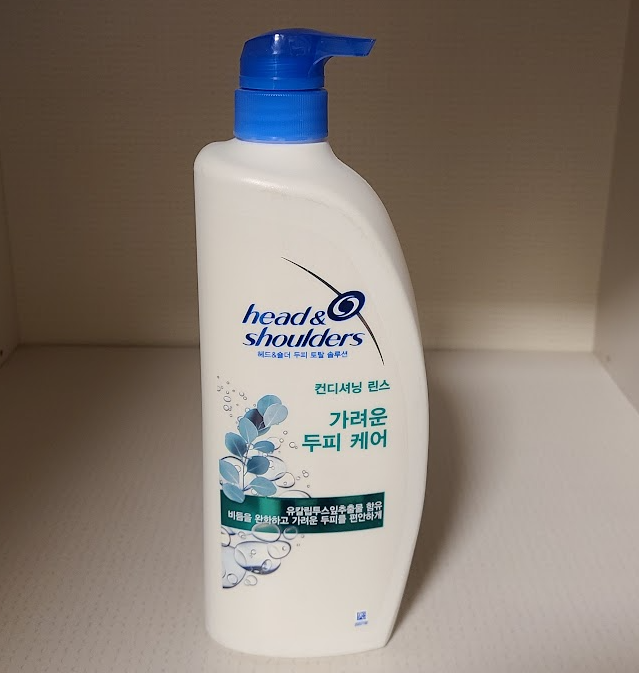 head &
shoulders
헤드&숄더 두피 토탈 솔루션
컨디셔닝 린스
가려운
두피 케어
유칼립투스잎추출물 함유
비듬을 완화하고 가려운 두피를 편안하게